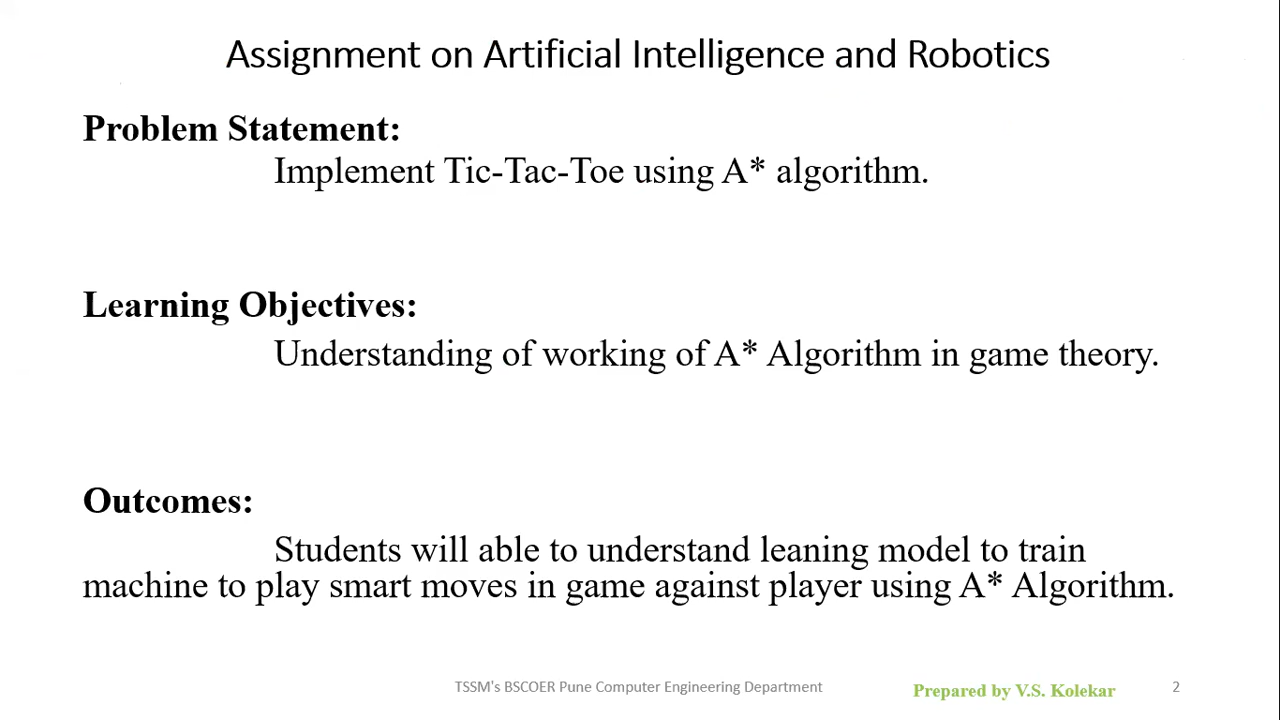 Assignment on Artificial Intelligence and Robotics
Problem Statement:
Implement Tic-Tac-Toe using A* algorithm.
Learning Objectives:
Understanding of working of A* Algorithm in game theory.
Outcomes:
Students will able to understand leaning model to train
machine to play smart moves in game against player using A* Algorithm.
TSSM's BSCOER Pune Computer Engineering Department
Prepared by V.S. Kolekar
2